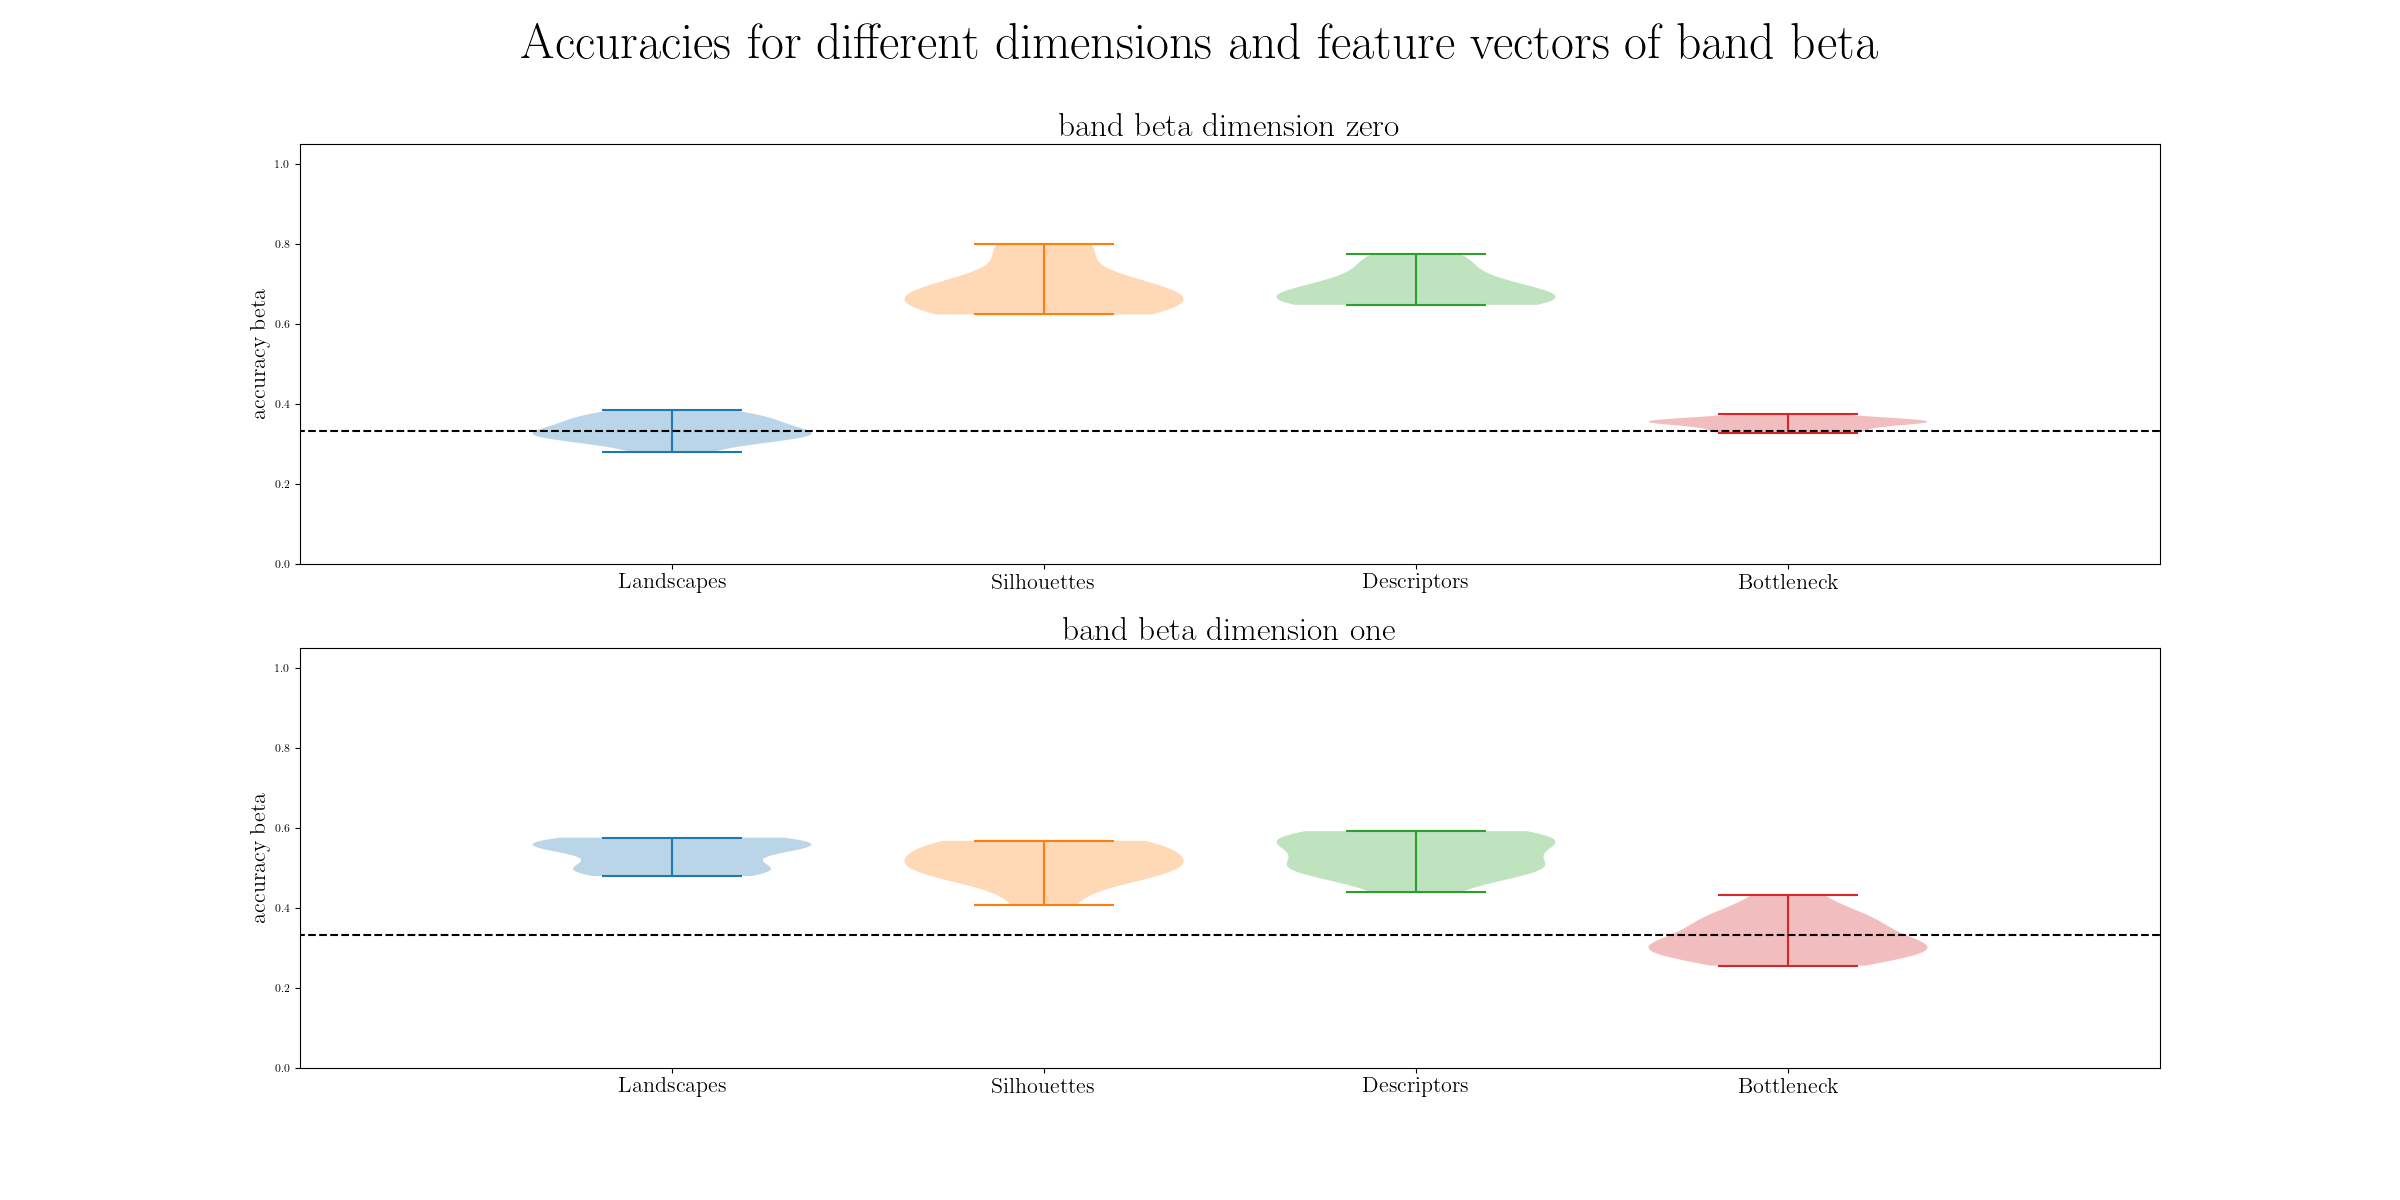 Accuracies for different dimensions and feature vectors of band beta
band beta dimension zero
1.0
0.8
0.6
0.4
0.2
0.0
accuracy beta
Landscapes Silhouettes Descriptors Bottleneck
band beta dimension one
1.0
0.8
0.6
0.4
0.2
0.0
accuracy beta
Landscapes Silhouettes Descriptors Bottleneck